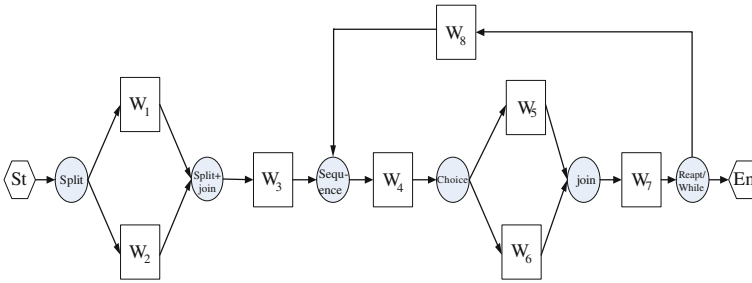 W8
W1
W5
St
Split
Split+
join
W3
Sequ-
ence
W4
Choice
join
W7
Reapt/
While
En
W2
W6